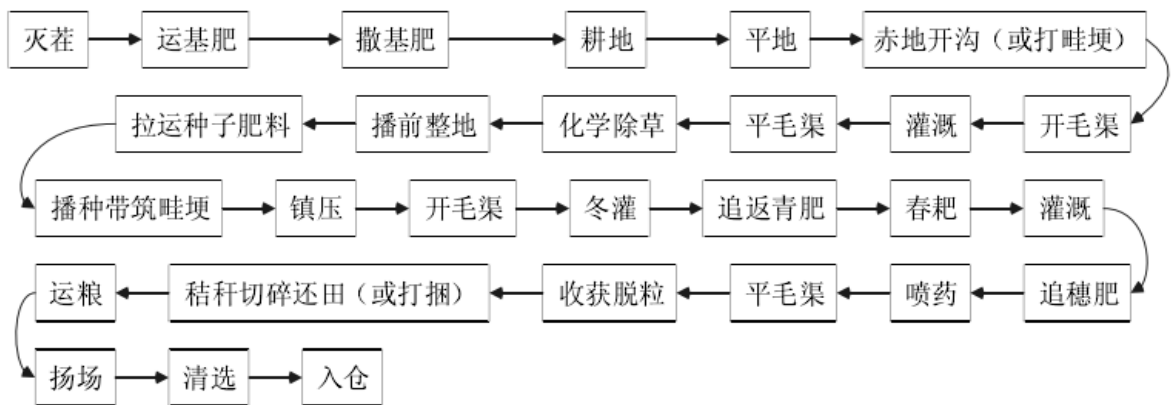 灭茬 运基肥 撒基肥 耕地 平地 赤地开沟（或打畦埂）
拉运种子肥料 播前整地 化学除草 平毛渠 灌溉 开毛渠
播种带筑畦埂 镇压 开毛渠 冬灌 追返青肥 春耙 灌溉
运粮 秸秆切碎还田（或打捆） 收获脱粒 平毛渠 喷药 追穗肥
扬场 清选 入仓